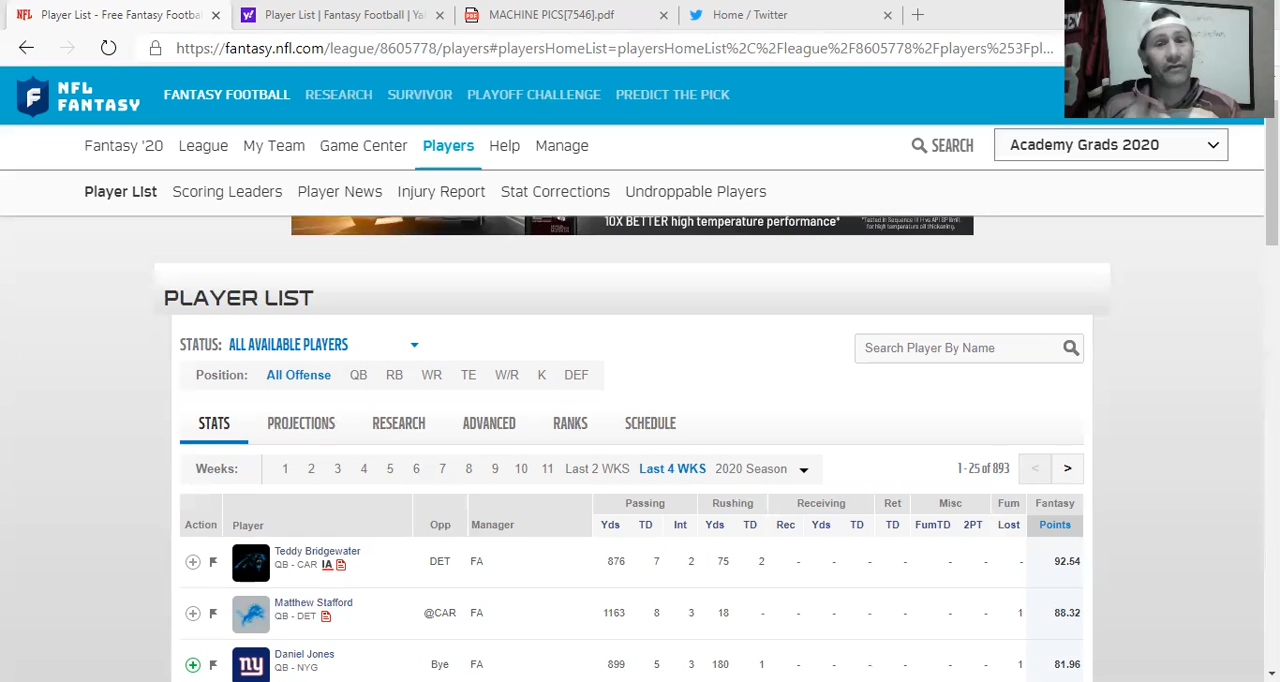 Player List - Free Fantasy Footba
Player List | Fantasy Football | Ya
MACHINE PICS[7546].pdf
Home / Twitter
https://fantasy.nfl.com/league/8605778/players#playersHomeList=playersHomeList%2C%2Fleague%2F8605778%2Fplayers%253Fpl...
NFL FANTASY
FANTASY FOOTBALL RESEARCH SURVIVOR PLAYOFF CHALLENGE PREDICT THE PICK
Fantasy '20 League My Team Game Center Players Help Manage SEARCH Academy Grads 2020
Player List Scoring Leaders Player News Injury Report Stat Corrections Undroppable Players
10X BETTER high temperature performance*
PLAYER LIST
STATUS: ALL AVAILABLE PLAYERS
Search Player By Name
Position: All Offense QB RB WR TE W/R K DEF
STATS PROJECTIONS RESEARCH ADVANCED RANKS SCHEDULE
Weeks: 1 2 3 4 5 6 7 8 9 10 11 Last 2 WKS Last 4 WKS 2020 Season 1-25 of 893 < >
Passing Rushing Receiving Ret Misc Fum Fantasy
Action Player Opp Manager Yds TD Int Yds TD Rec Yds TD TD FumTD 2PT Lost Points
Teddy Bridgewater
QB - CAR IA DET FA 876 7 2 75 2 - - - - - - - 92.54
Matthew Stafford
QB - DET @CAR FA 1163 8 3 18 - - - - - - - 1 88.32
Daniel Jones
QB - NYG Bye FA 899 5 3 180 1 - - - - - - 1 81.96